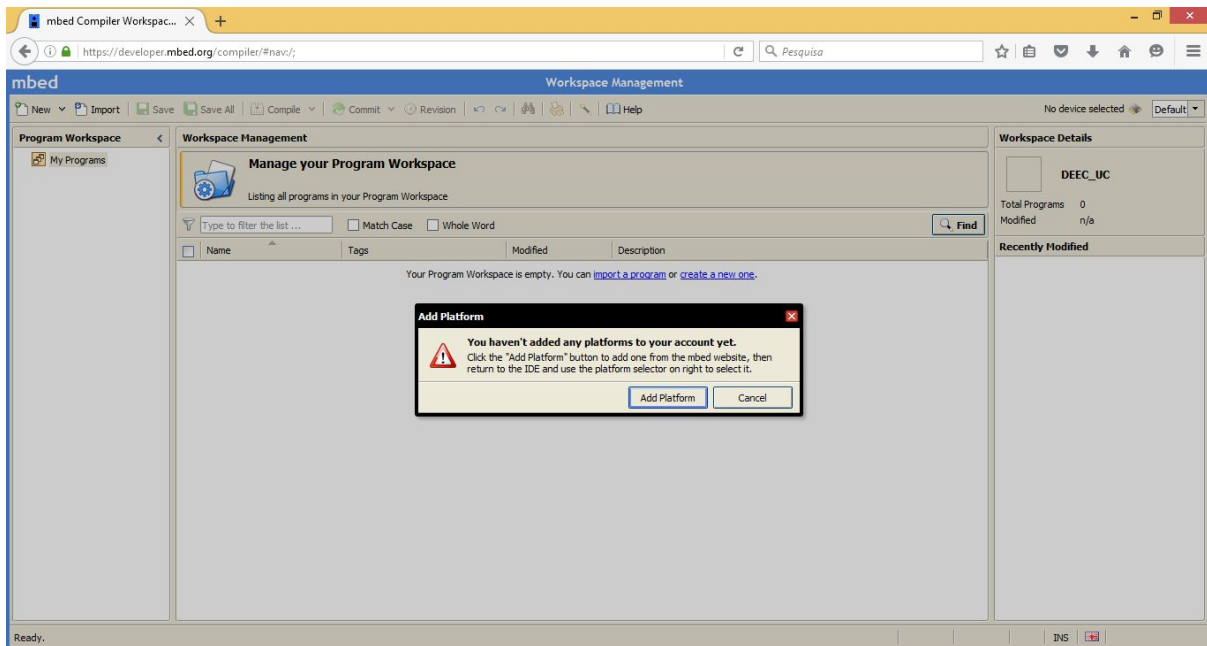 mbed Compiler Workspac...
https://developer.mbed.org/compiler/#nav:/;
Pesquisa
mbed
Workspace Management
New Import Save Save All Compile Commit Revision Help No device selected Default
Program Workspace <
My Programs
Workspace Management
Manage your Program Workspace
Listing all programs in your Program Workspace
Type to filter the list ... Match Case Whole Word Find
Name Tags Modified Description
Your Program Workspace is empty. You can import a program or create a new one.
Add Platform
You haven't added any platforms to your account yet.
Click the "Add Platform" button to add one from the mbed website, then
return to the IDE and use the platform selector on right to select it.
Add Platform Cancel
Workspace Details
DEEC_UC
Total Programs 0
Modified n/a
Recently Modified
Ready.
INS